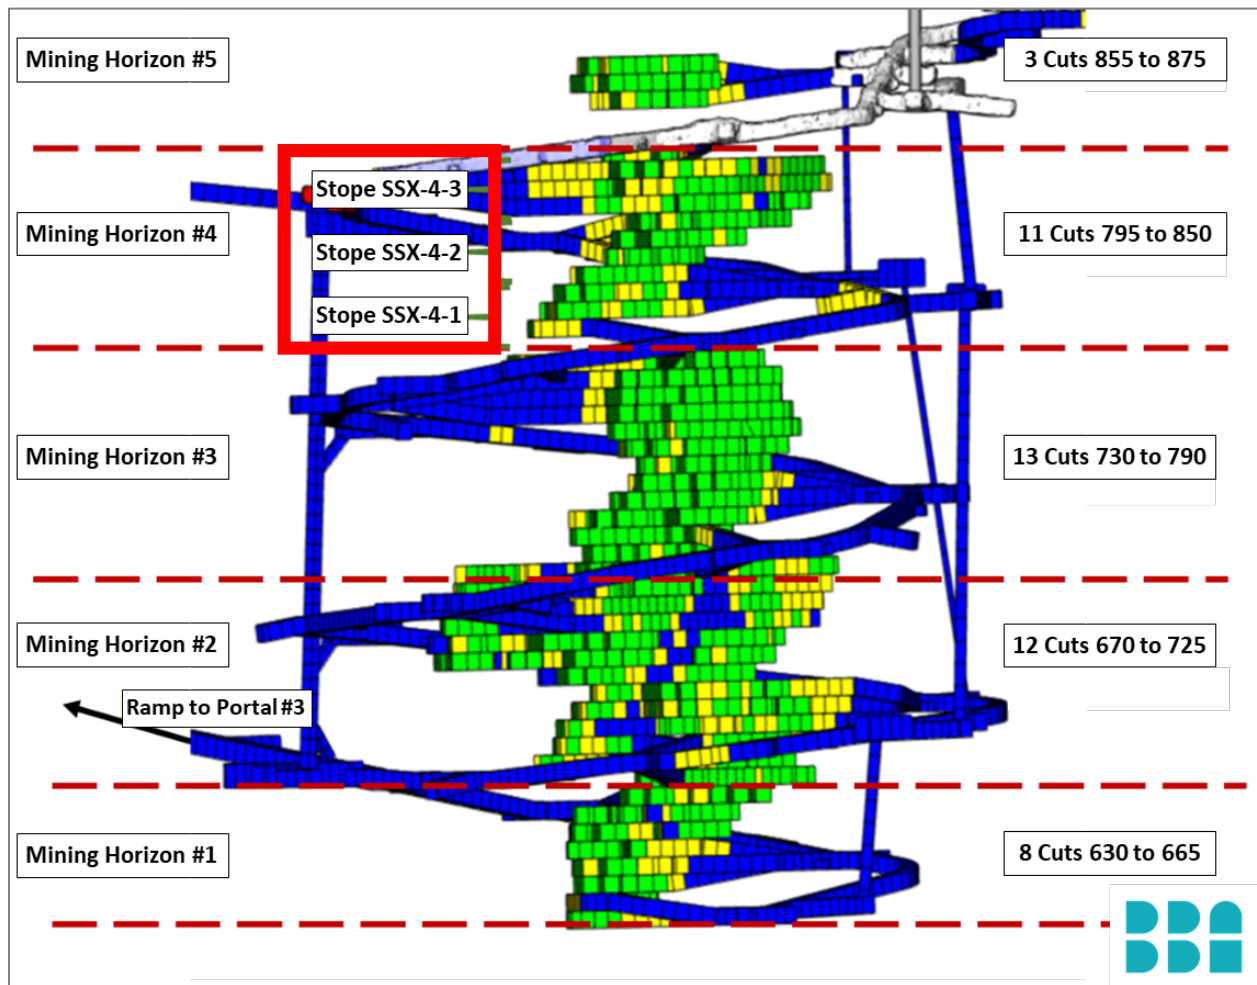 Mining Horizon #5
3 Cuts 855 to 875
Stope SSX-4-3
Mining Horizon #4
11 Cuts 795 to 850
Stope SSX-4-2
Stope SSX-4-1
Mining Horizon #3
13 Cuts 730 to 790
Mining Horizon #2
12 Cuts 670 to 725
Ramp to Portal #3
Mining Horizon #1
8 Cuts 630 to 665
BBA